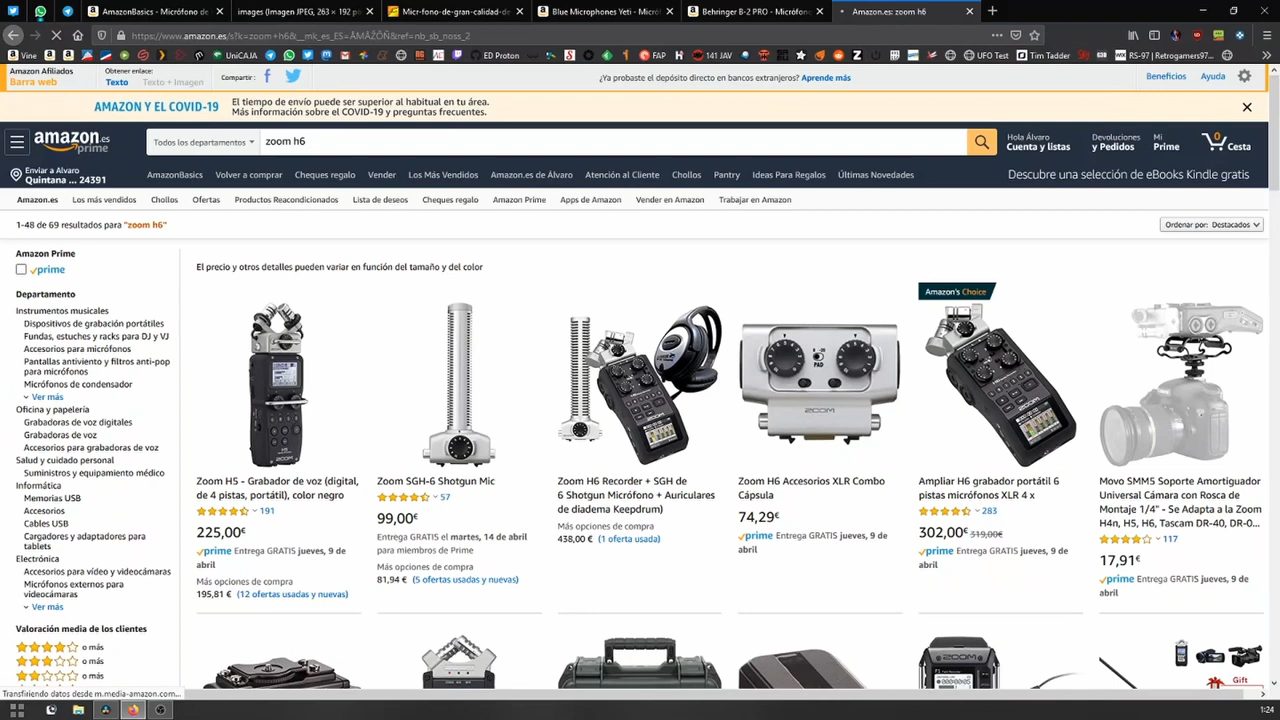 AmazonBasics - Micrófono de
images (Imagen JPEG, 263 × 192 p
Micr-fono-de-gran-calidad-de-
Blue Microphones Yeti - Micró
Behringer B-2 PRO - Micrófono
Amazon.es: zoom h6
https://www.amazon.es/s?k=zoom+h6&__mk_es_ES=ÅMÅŽÕÑ&ref=nb_sb_noss_2
Vine
UniCAJA
ED Proton
FAP
141 JAV
UFO Test
Tim Tadder
RS-97 | Retrogamers97...
Amazon Afiliados
Barra web
Obtener enlace:
Texto
Texto + Imagen
Compartir:
¿Ya probaste el depósito direct en bancos extranjeros? Aprende más
Beneficios
Ayuda
AMAZON Y EL COVID-19
El tiempo de envío puede ser superior al habitual en tu área.
Más información sobre el COVID-19 y preguntas frecuentes.
amazon.es
prime
Todos los departamentos
zoom h6
Hola Álvaro
Cuenta y listas
Devoluciones
y Pedidos
Mi
Prime
0
Cesta
Enviar a Alvaro
Quintana ... 24391
AmazonBasics
Volver a comprar
Cheques regalo
Vender
Los Más Vendidos
Amazon.es de Álvaro
Atención al Cliente
Chollos
Pantry
Ideas Para Regalos
Últimas Novedades
Descubre una selección de eBooks Kindle gratis
Amazon.es
Los más vendidos
Chollos
Ofertas
Productos Reacondicionados
Lista de deseos
Cheques regalo
Amazon Prime
Apps de Amazon
Vender en Amazon
Trabajar en Amazon
1-48 de 69 resultados para "zoom h6"
Ordenar por: Destacados
Amazon Prime
prime
Departamento
Instrumentos musicales
Dispositivos de grabación portátiles
Fundas, estuches y racks para DJ y VJ
Accesorios para micrófonos
Pantallas antiviento y filtros anti-pop
para micrófonos
Micrófonos de condensador
Ver más
Oficina y papelería
Grabadoras de voz digitales
Grabadoras de voz
Accesorios para grabadoras de voz
Salud y cuidado personal
Suministros y equipamiento médico
Informática
Memorias USB
Accesorios
Cables USB
Cargadores y adaptadores para
tablets
Electrónica
Accesorios para vídeo y videocámaras
Micrófonos externos para
videocámaras
Ver más
Valoración media de los clientes
o más
o más
o más
El precio y otros detalles pueden variar en función del tamaño y del color
Zoom H5 - Grabador de voz (digital,
de 4 pistas, portátil), color negro
191
225,00€
prime Entrega GRATIS jueves, 9 de
abril
Más opciones de compra
195,81 € (12 ofertas usadas y nuevas)
Zoom SGH-6 Shotgun Mic
57
99,00€
Entrega GRATIS el martes, 14 de abril
para miembros de Prime
Más opciones de compra
81,94 € (5 ofertas usadas y nuevas)
Zoom H6 Recorder + SGH de
6 Shotgun Micrófono + Auriculares
de diadema Keepdrum)
Más opciones de compra
438,00 € (1 oferta usada)
PAD
ZOOM
Zoom H6 Accesorios XLR Combo
Cápsula
74,29€
prime Entrega GRATIS jueves, 9 de
abril
Amazon's Choice
Ampliar H6 grabador portátil 6
pistas micrófonos XLR 4 x
283
302,00€ 319,00€
prime Entrega GRATIS jueves, 9 de
abril
Movo SMM5 Soporte Amortiguador
Universal Cámara con Rosca de
Montaje 1/4" - Se Adapta a la Zoom
H4n, H5, H6, Tascam DR-40, DR-0...
117
17,91€
prime Entrega GRATIS jueves, 9 de
abril
ZOOM
Gift
Transfiriendo datos desde m.media-amazon.com...
1:24